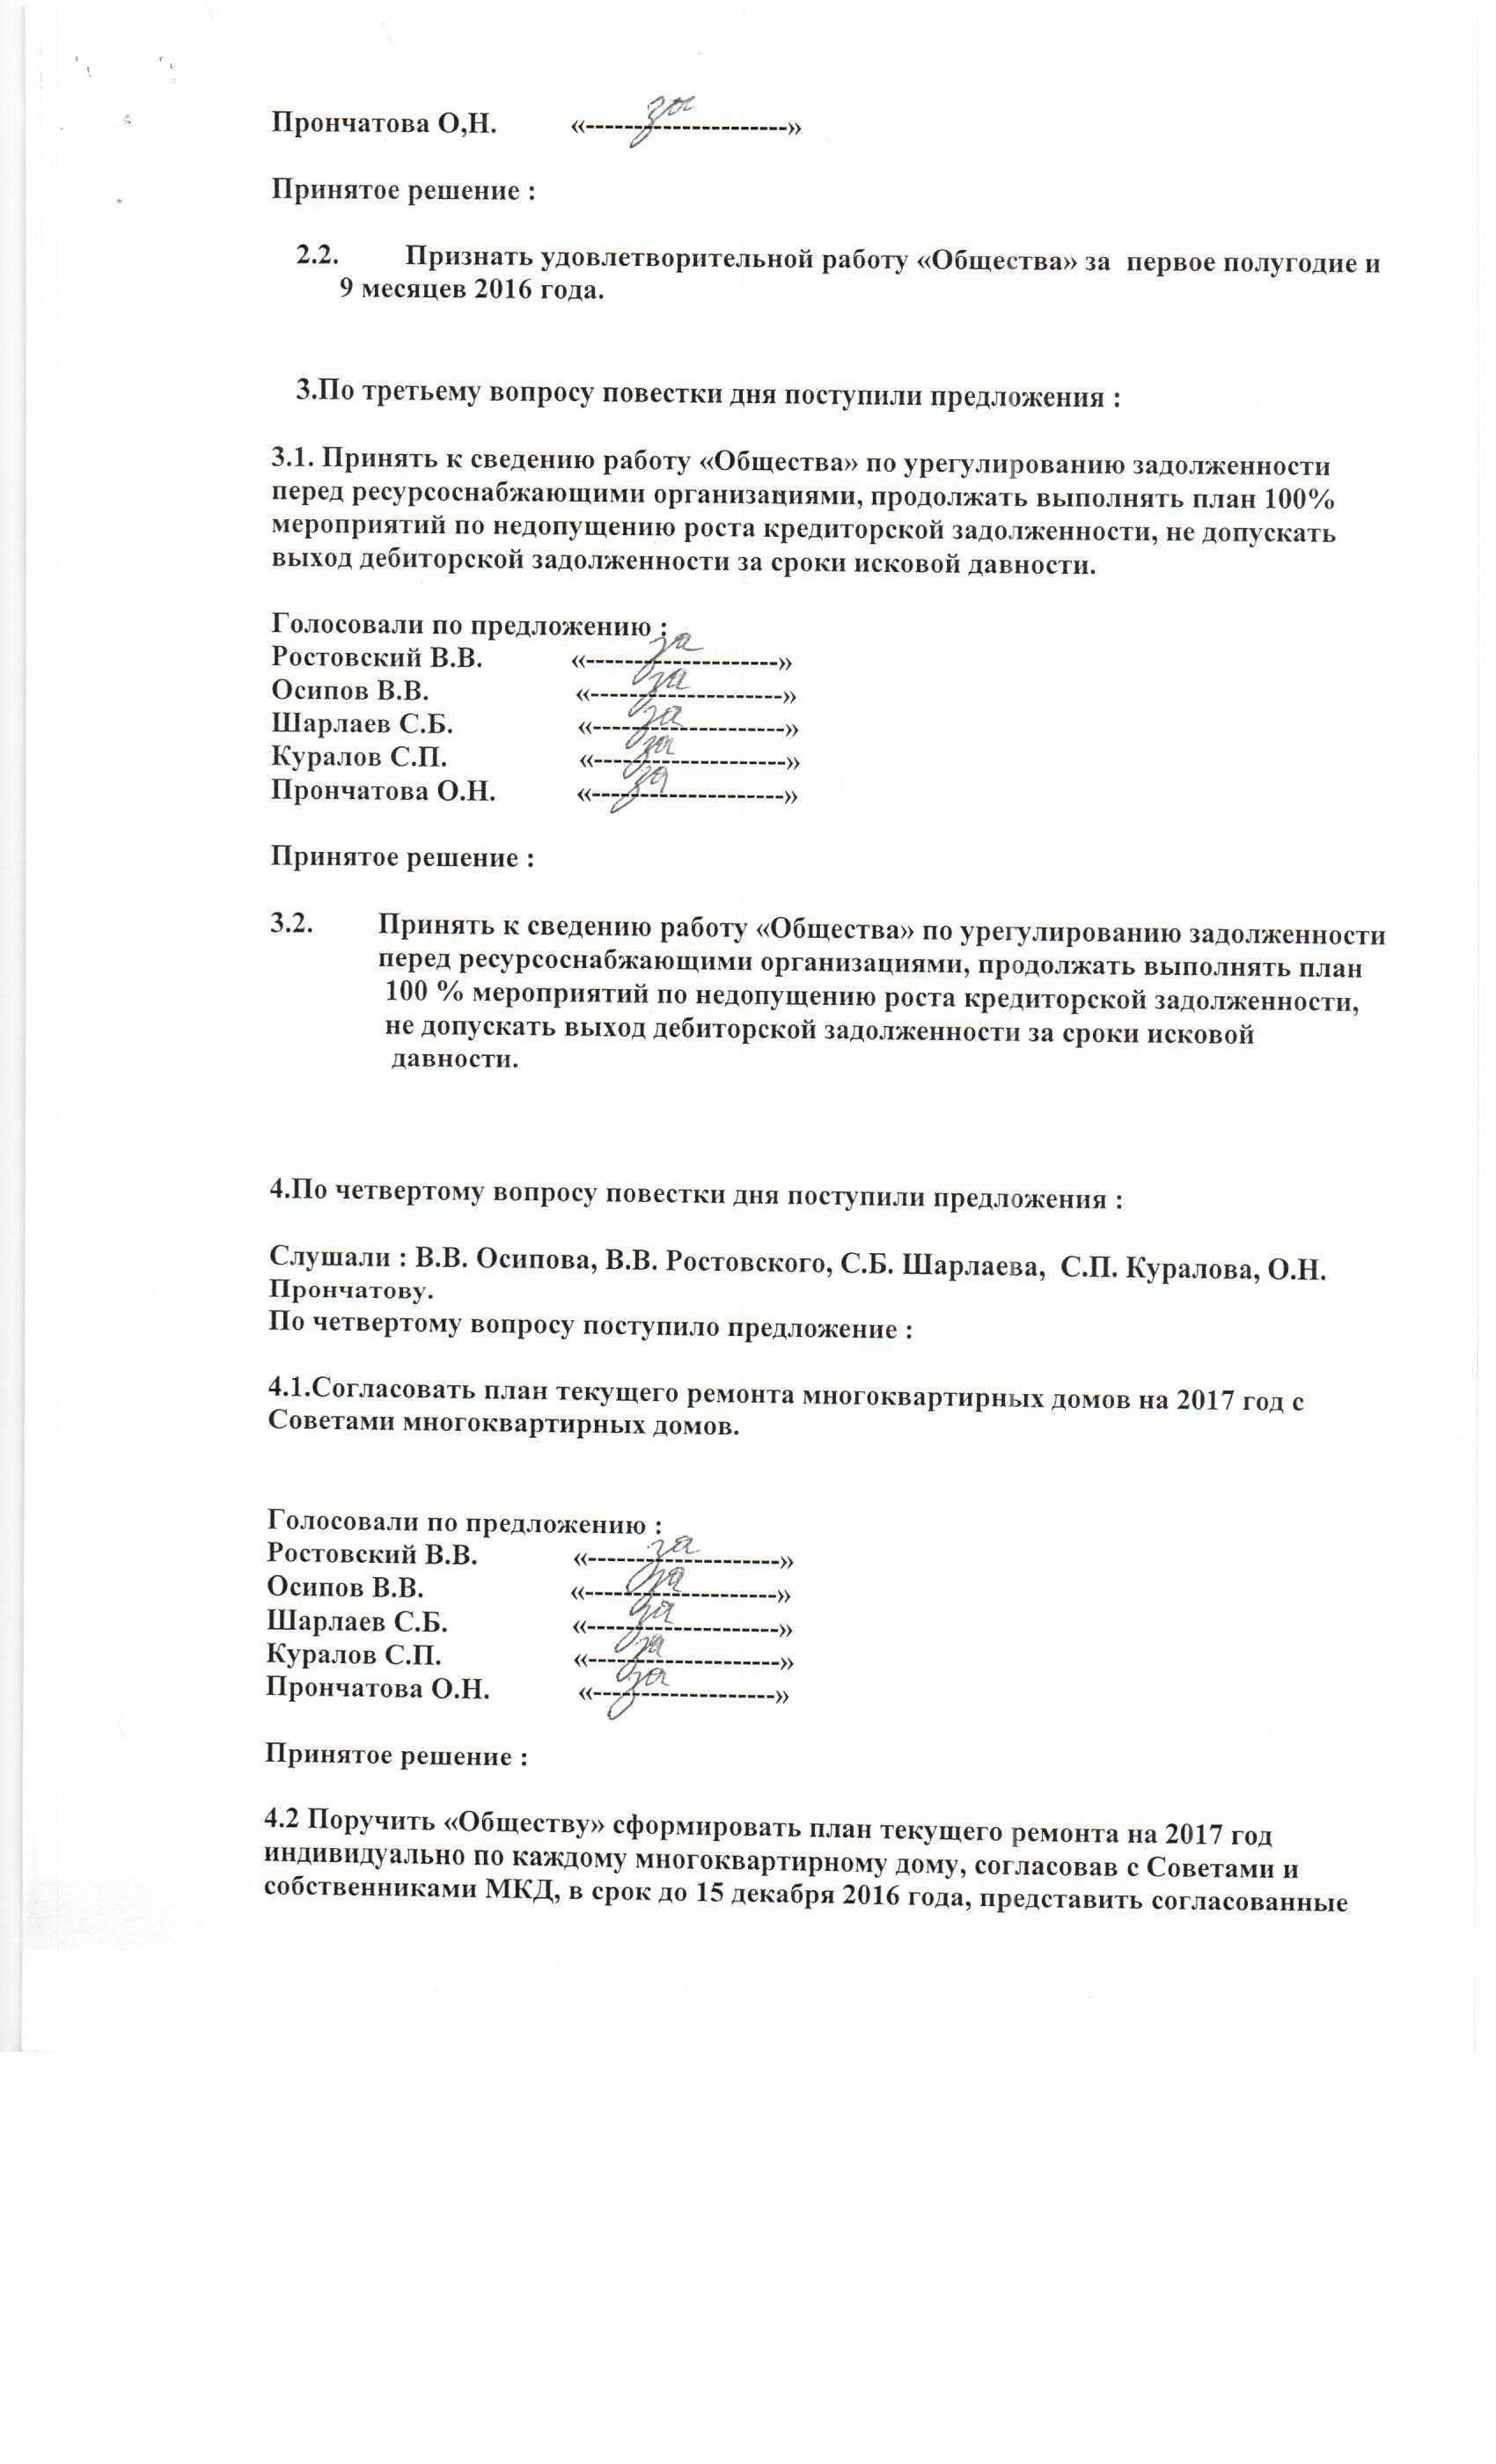 Прончатова О,Н. «----------за----------»
Принятое решение :
2.2. Признать удовлетворительной работу «Общества» за первое полугодие и
9 месяцев 2016 года.
3.По третьему вопросу повестки дня поступили предложения :
3.1. Принять к сведению работу «Общества» по урегулированию задолженности
перед ресурсоснабжающими организациями, продолжать выполнять план 100%
мероприятий по недопущению роста кредиторской задолженности, не допускать
выход дебиторской задолженности за сроки исковой давности.
Голосовали по предложению :
Ростовский В.В. «----------за----------»
Осипов В.В. «----------за----------»
Шарлаев С.Б. «----------за----------»
Куралов С.П. «----------за----------»
Прончатова О.Н. «----------за----------»
Принятое решение :
3.2. Принять к сведению работу «Общества» по урегулированию задолженности
перед ресурсоснабжающими организациями, продолжать выполнять план
100 % мероприятий по недопущению роста кредиторской задолженности,
не допускать выход дебиторской задолженности за сроки исковой
давности.
4.По четвертому вопросу повестки дня поступили предложения :
Слушали : В.В. Осипова, В.В. Ростовского, С.Б. Шарлаева, С.П. Куралова, О.Н.
Прончатову.
По четвертому вопросу поступило предложение :
4.1.Согласовать план текущего ремонта многоквартирных домов на 2017 год с
Советами многоквартирных домов.
Голосовали по предложению :
Ростовский В.В. «----------за----------»
Осипов В.В. «----------за----------»
Шарлаев С.Б. «----------за----------»
Куралов С.П. «----------за----------»
Прончатова О.Н. «----------за----------»
Принятое решение :
4.2 Поручить «Обществу» сформировать план текущего ремонта на 2017 год
индивидуально по каждому многоквартирному дому, согласовав с Советами и
собственниками МКД, в срок до 15 декабря 2016 года, представить согласованные